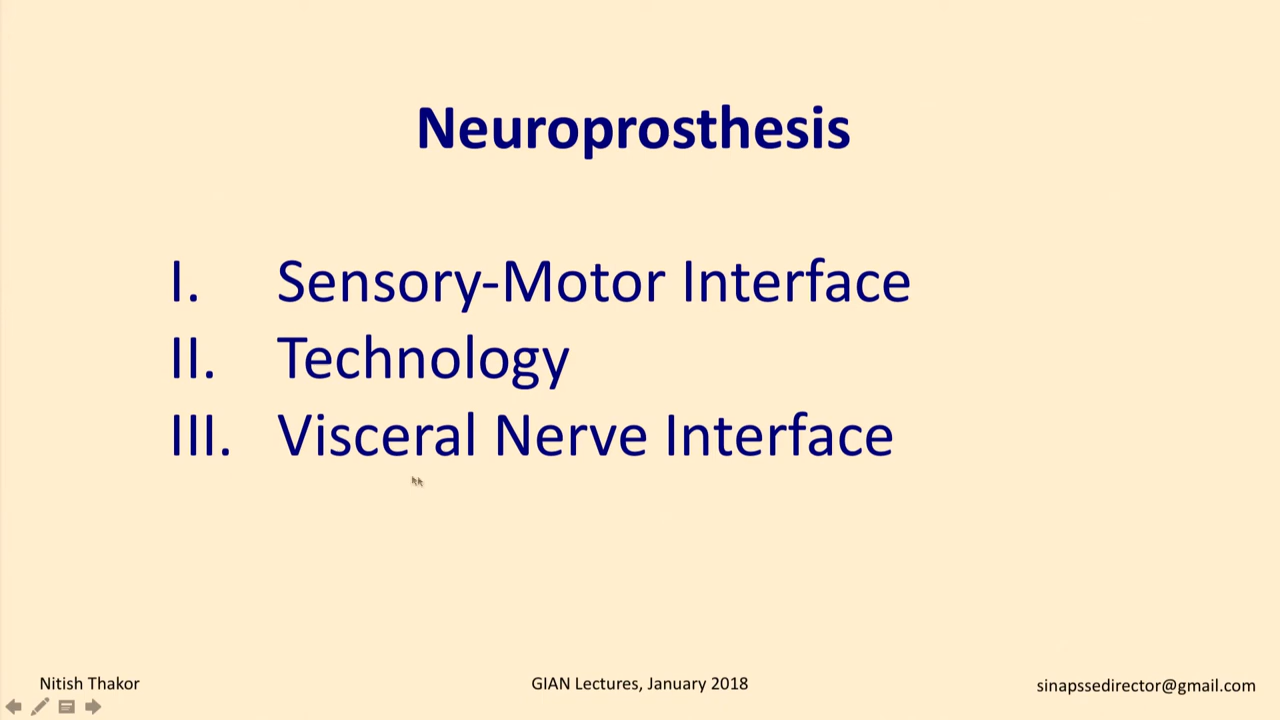 Neuroprosthesis
I. Sensory-Motor Interface
II. Technology
III. Visceral Nerve Interface
Nitish Thakor
GIAN Lectures, January 2018
sinapssedirector@gmail.com